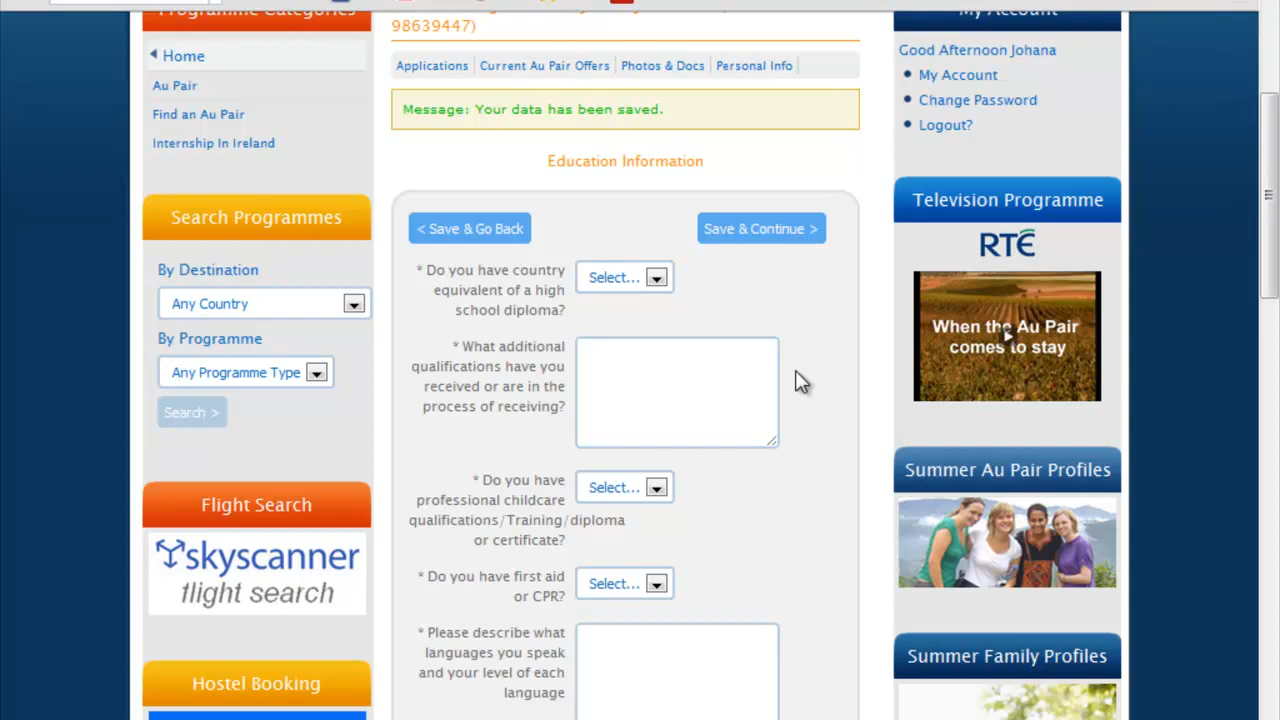 Programme Categories
Home
Au Pair
Find an Au Pair
Internship In Ireland
Search Programmes
By Destination
Any Country
By Programme
Any Programme Type
Search >
Flight Search
skyscanner
flight search
Hostel Booking
98639447)
Applications
Current Au Pair Offers
Photos & Docs
Personal Info
Message: Your data has been saved.
Education Information
< Save & Go Back
Save & Continue >
* Do you have country
equivalent of a high
school diploma?
Select...
* What additional
qualifications have you
received or are in the
process of receiving?
* Do you have
professional childcare
qualifications/Training/diploma
or certificate?
Select...
* Do you have first aid
or CPR?
Select...
* Please describe what
languages you speak
and your level of each
language
My Account
Good Afternoon Johana
My Account
Change Password
Logout?
Television Programme
RTÉ
When the Au Pair
comes to stay
Summer Au Pair Profiles
Summer Family Profiles